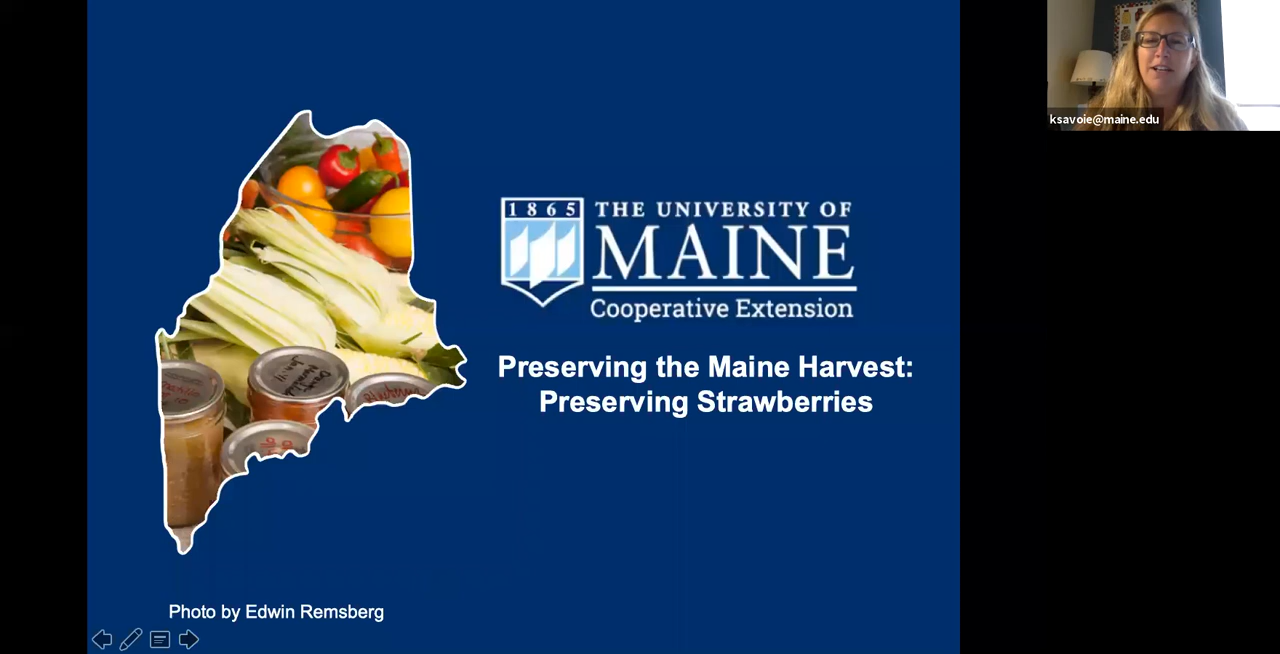 1865
THE UNIVERSITY OF
MAINE
Cooperative Extension
Preserving the Maine Harvest:
Preserving Strawberries
Photo by Edwin Remsberg
ksavoie@maine.edu